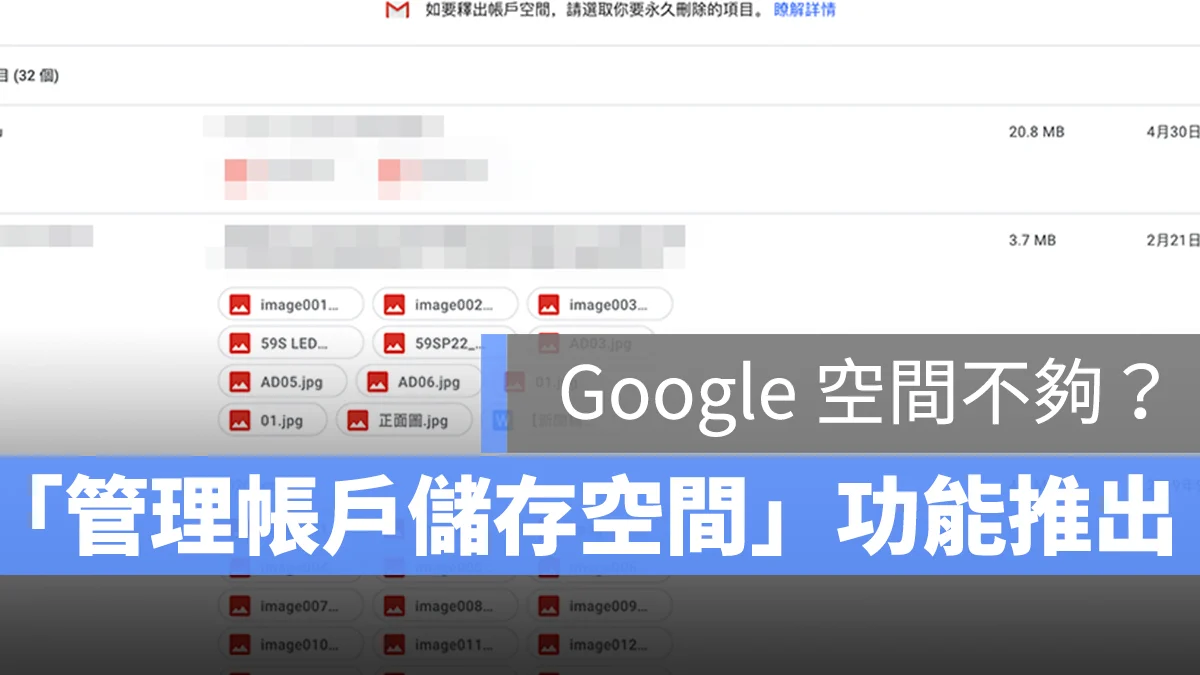 如要釋出帳戶空間，請選取你要永久刪除的項目。 瞭解詳情
目 (32 個)
20.8 MB 4月30日
3.7 MB 2月21日
image001... image002... image003...
59S LED... 59SP22_... AD03.jpg
AD05.jpg AD06.jpg 01.
01.jpg 正面圖.jpg
Google 空間不夠？
「管理帳戶儲存空間」功能推出
image007... image008... image009...
image010... image011... image012...